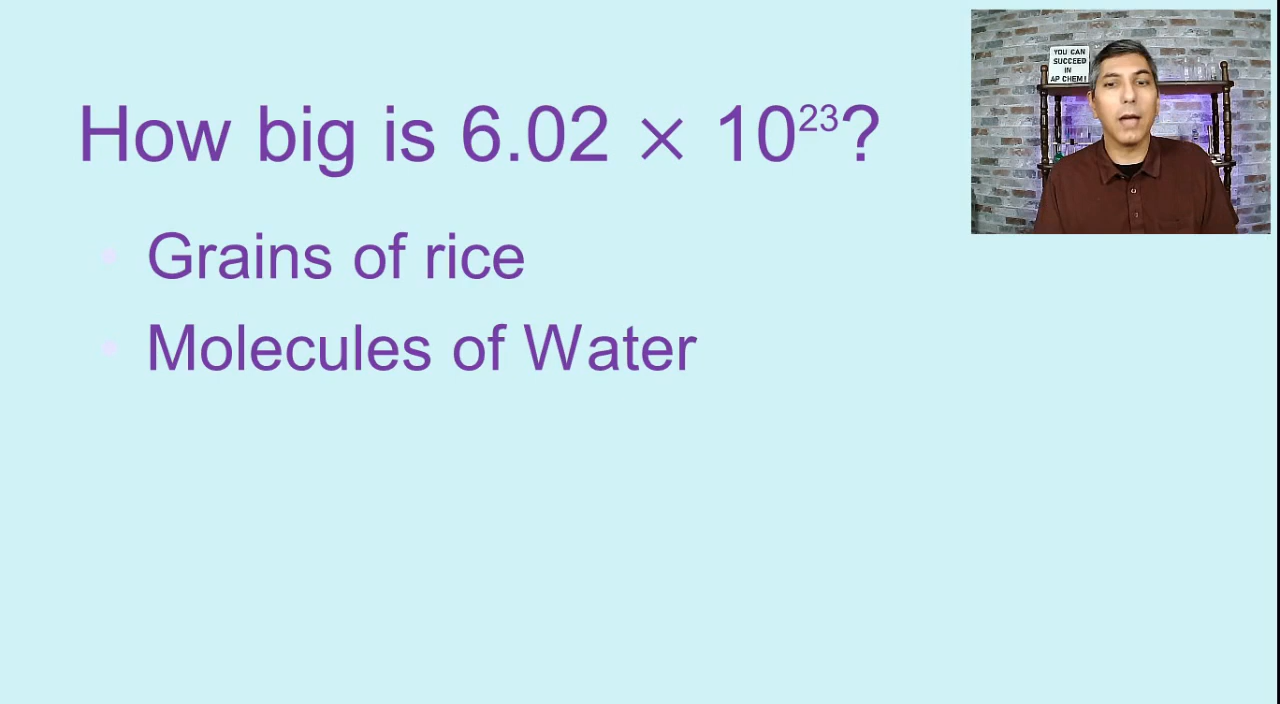 How big is 6.02 × 10²³?
Grains of rice
Molecules of Water
YOU CAN
SUCCEED
IN
AP CHEM!